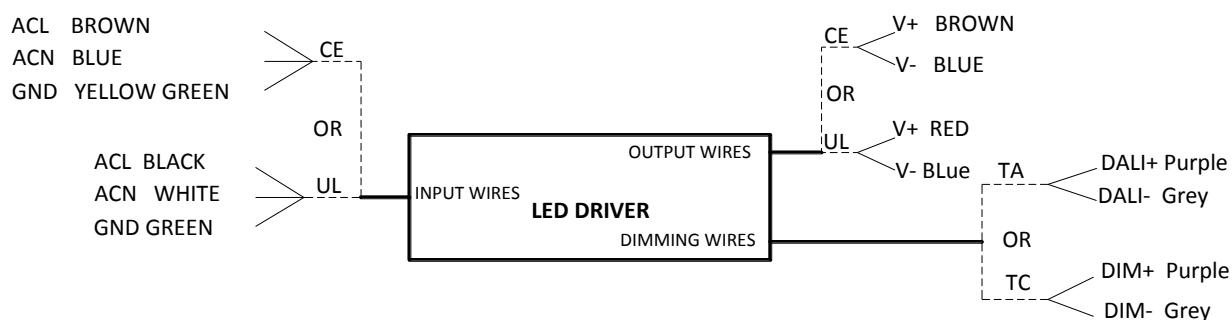 ACL BROWN
ACN BLUE
GND YELLOW GREEN
CE
OR
UL
ACL BLACK
ACN WHITE
GND GREEN
INPUT WIRES
LED DRIVER
OUTPUT WIRES
DIMMING WIRES
CE
V+ BROWN
V- BLUE
OR
UL
V+ RED
V- BLue
TA
DALI+ Purple
DALI- Grey
OR
TC
DIM+ Purple
DIM- Grey